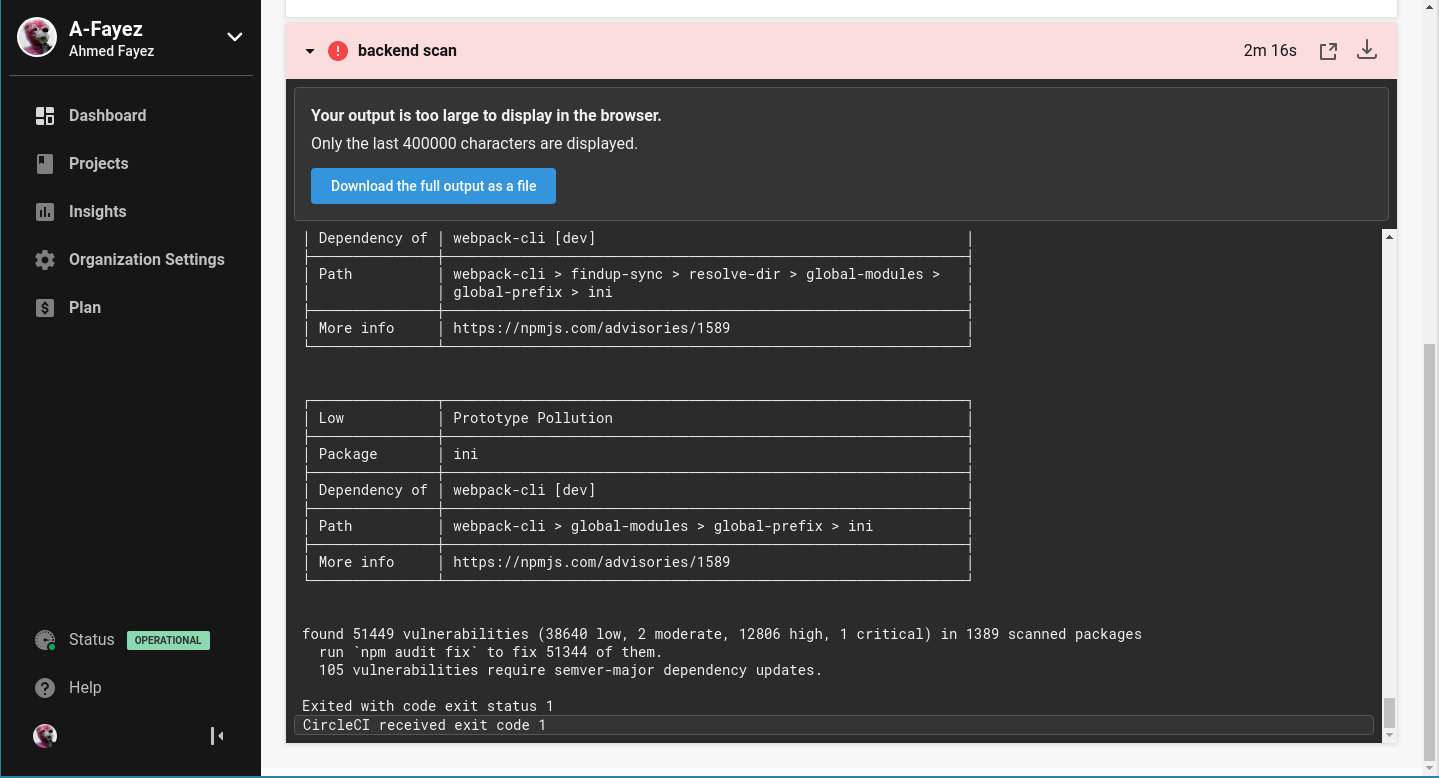 A-Fayez
Ahmed Fayez
Dashboard
Projects
Insights
Organization Settings
Plan
Status OPERATIONAL
Help
backend scan 2m 16s
Your output is too large to display in the browser.
Only the last 400000 characters are displayed.
Download the full output as a file
Dependency of webpack-cli [dev]
Path webpack-cli > findup-sync > resolve-dir > global-modules >
global-prefix > ini
More info https://npmjs.com/advisories/1589
Low Prototype Pollution
Package ini
Dependency of webpack-cli [dev]
Path webpack-cli > global-modules > global-prefix > ini
More info https://npmjs.com/advisories/1589
found 51449 vulnerabilities (38640 low, 2 moderate, 12806 high, 1 critical) in 1389 scanned packages
run `npm audit fix` to fix 51344 of them.
105 vulnerabilities require semver-major dependency updates.
Exited with code exit status 1
CircleCI received exit code 1